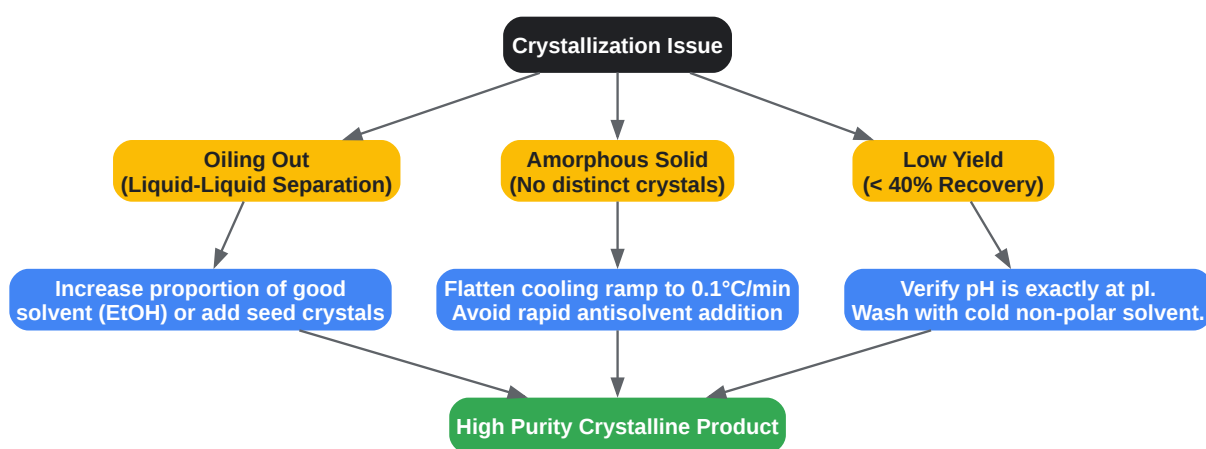 Crystallization Issue
Oiling Out
(Liquid-Liquid Separation)
Amorphous Solid
(No distinct crystals)
Low Yield
(< 40% Recovery)
Increase proportion of good
solvent (EtOH) or add seed crystals
Flatten cooling ramp to 0.1°C/min
Avoid rapid antisolvent addition
Verify pH is exactly at pI.
Wash with cold non-polar solvent.
High Purity Crystalline Product